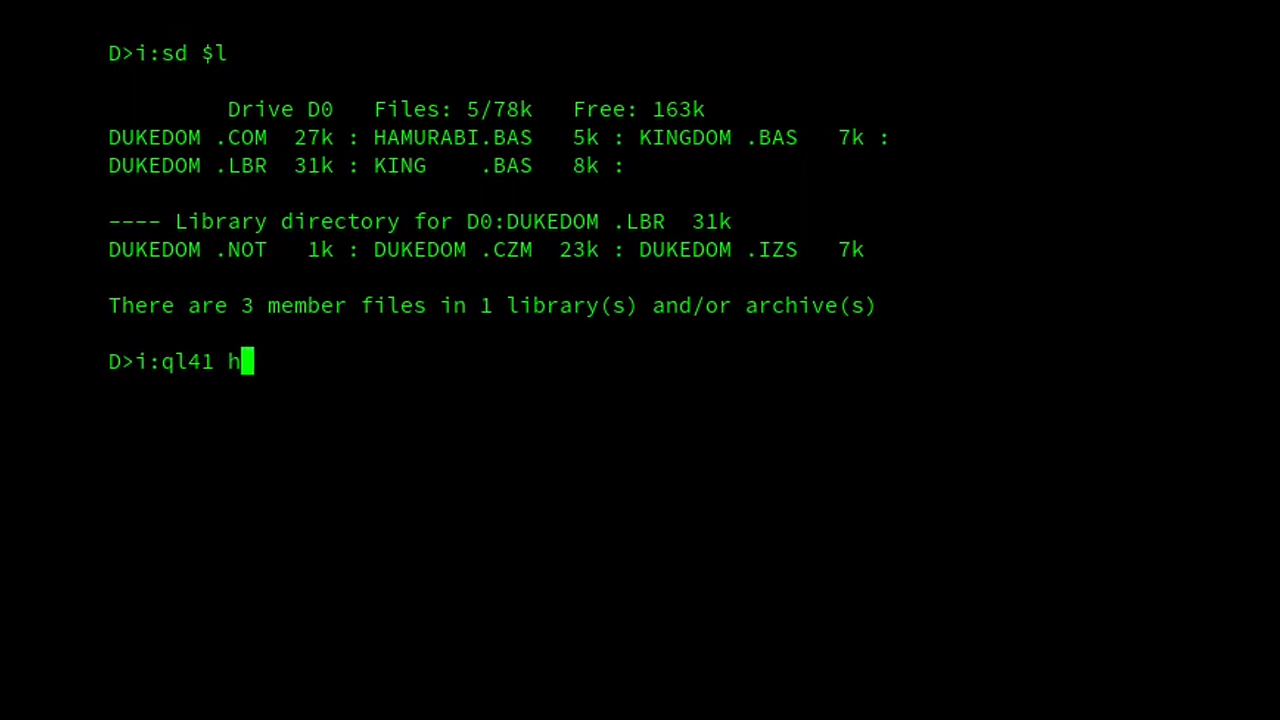 D>i:sd $l
Drive D0   Files: 5/78k   Free: 163k
DUKEDOM .COM  27k : HAMURABI.BAS   5k : KINGDOM .BAS   7k :
DUKEDOM .LBR  31k : KING    .BAS   8k :
---- Library directory for D0:DUKEDOM .LBR  31k
DUKEDOM .NOT   1k : DUKEDOM .CZM  23k : DUKEDOM .IZS   7k
There are 3 member files in 1 library(s) and/or archive(s)
D>i:ql41 h